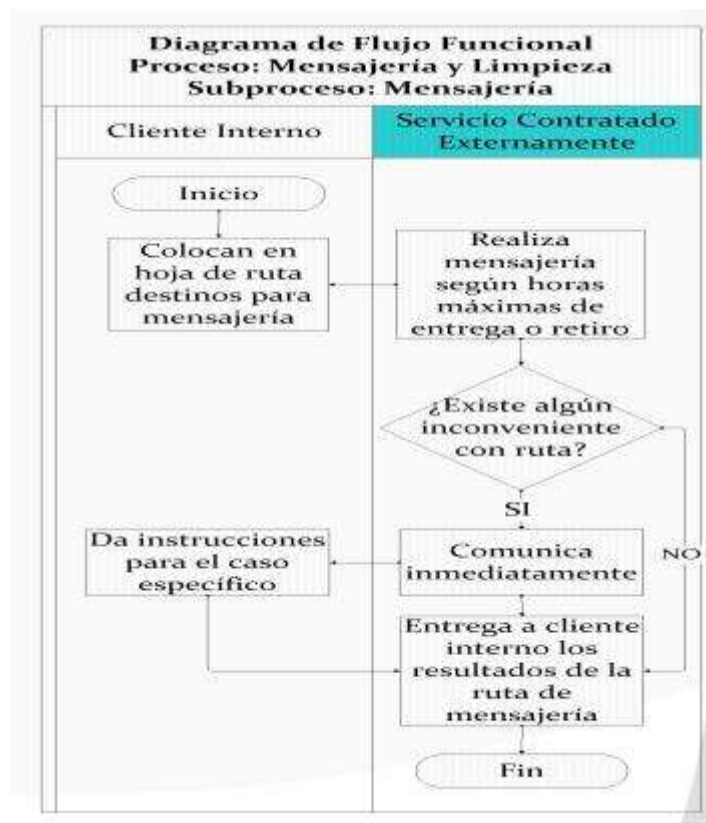 Diagrama de Flujo Funcional
Proceso: Mensajería y Limpieza
Subproceso: Mensajería
Cliente Interno
Servicio Contratado
Externamente
Inicio
Colocan en
hoja de ruta
destinos para
mensajería
Realiza
mensajería
según horas
máximas de
entrega o retiro
¿Existe algún
inconveniente
con ruta?
SI
NO
Da instrucciones
para el caso
específico
Comunica
inmediatamente
Entrega a cliente
interno los
resultados de la
ruta de
mensajería
Fin